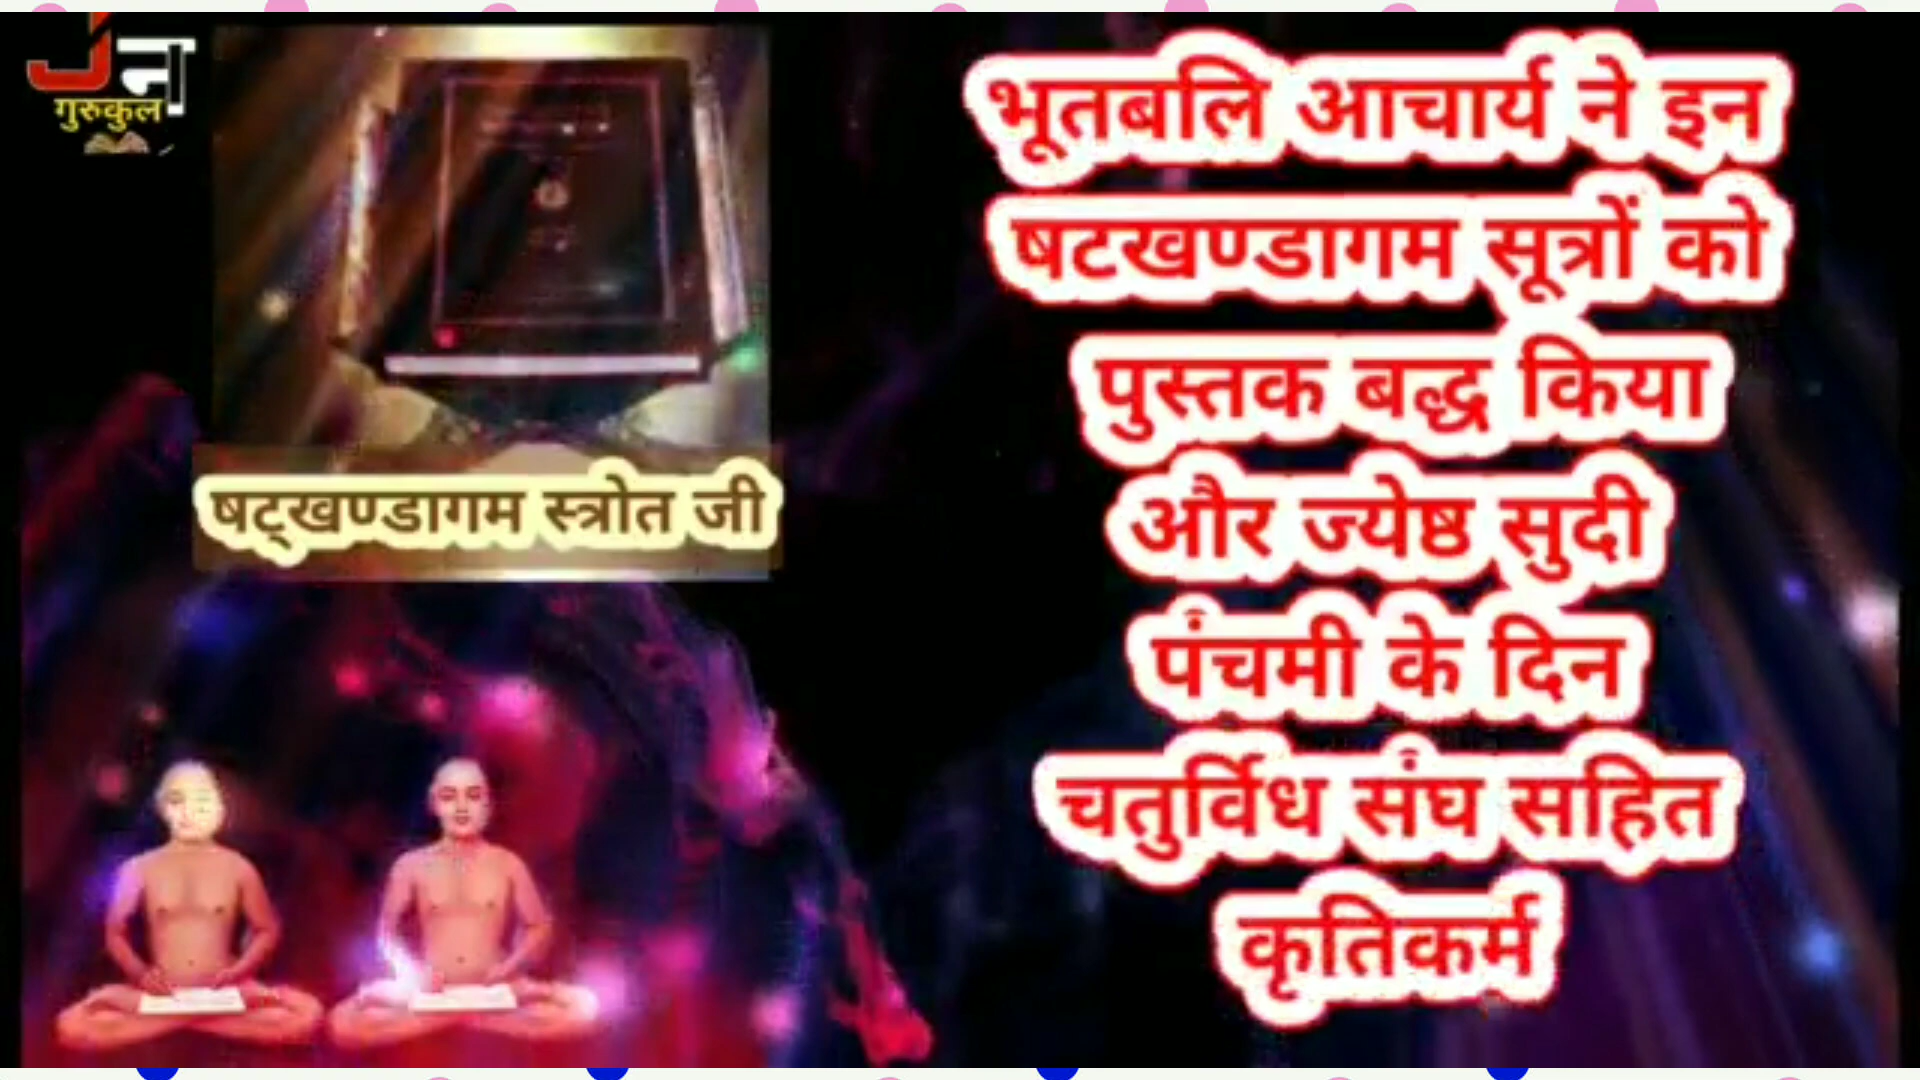 जैन
गुरुकुल
षट्खण्डागम स्त्रोत जी
भूतबलि आचार्य ने इन
षटखण्डागम सूत्रों को
पुस्तक बद्ध किया
और ज्येष्ठ सुदी
पंचमी के दिन
चतुर्विध संघ सहित
कृतिकर्म